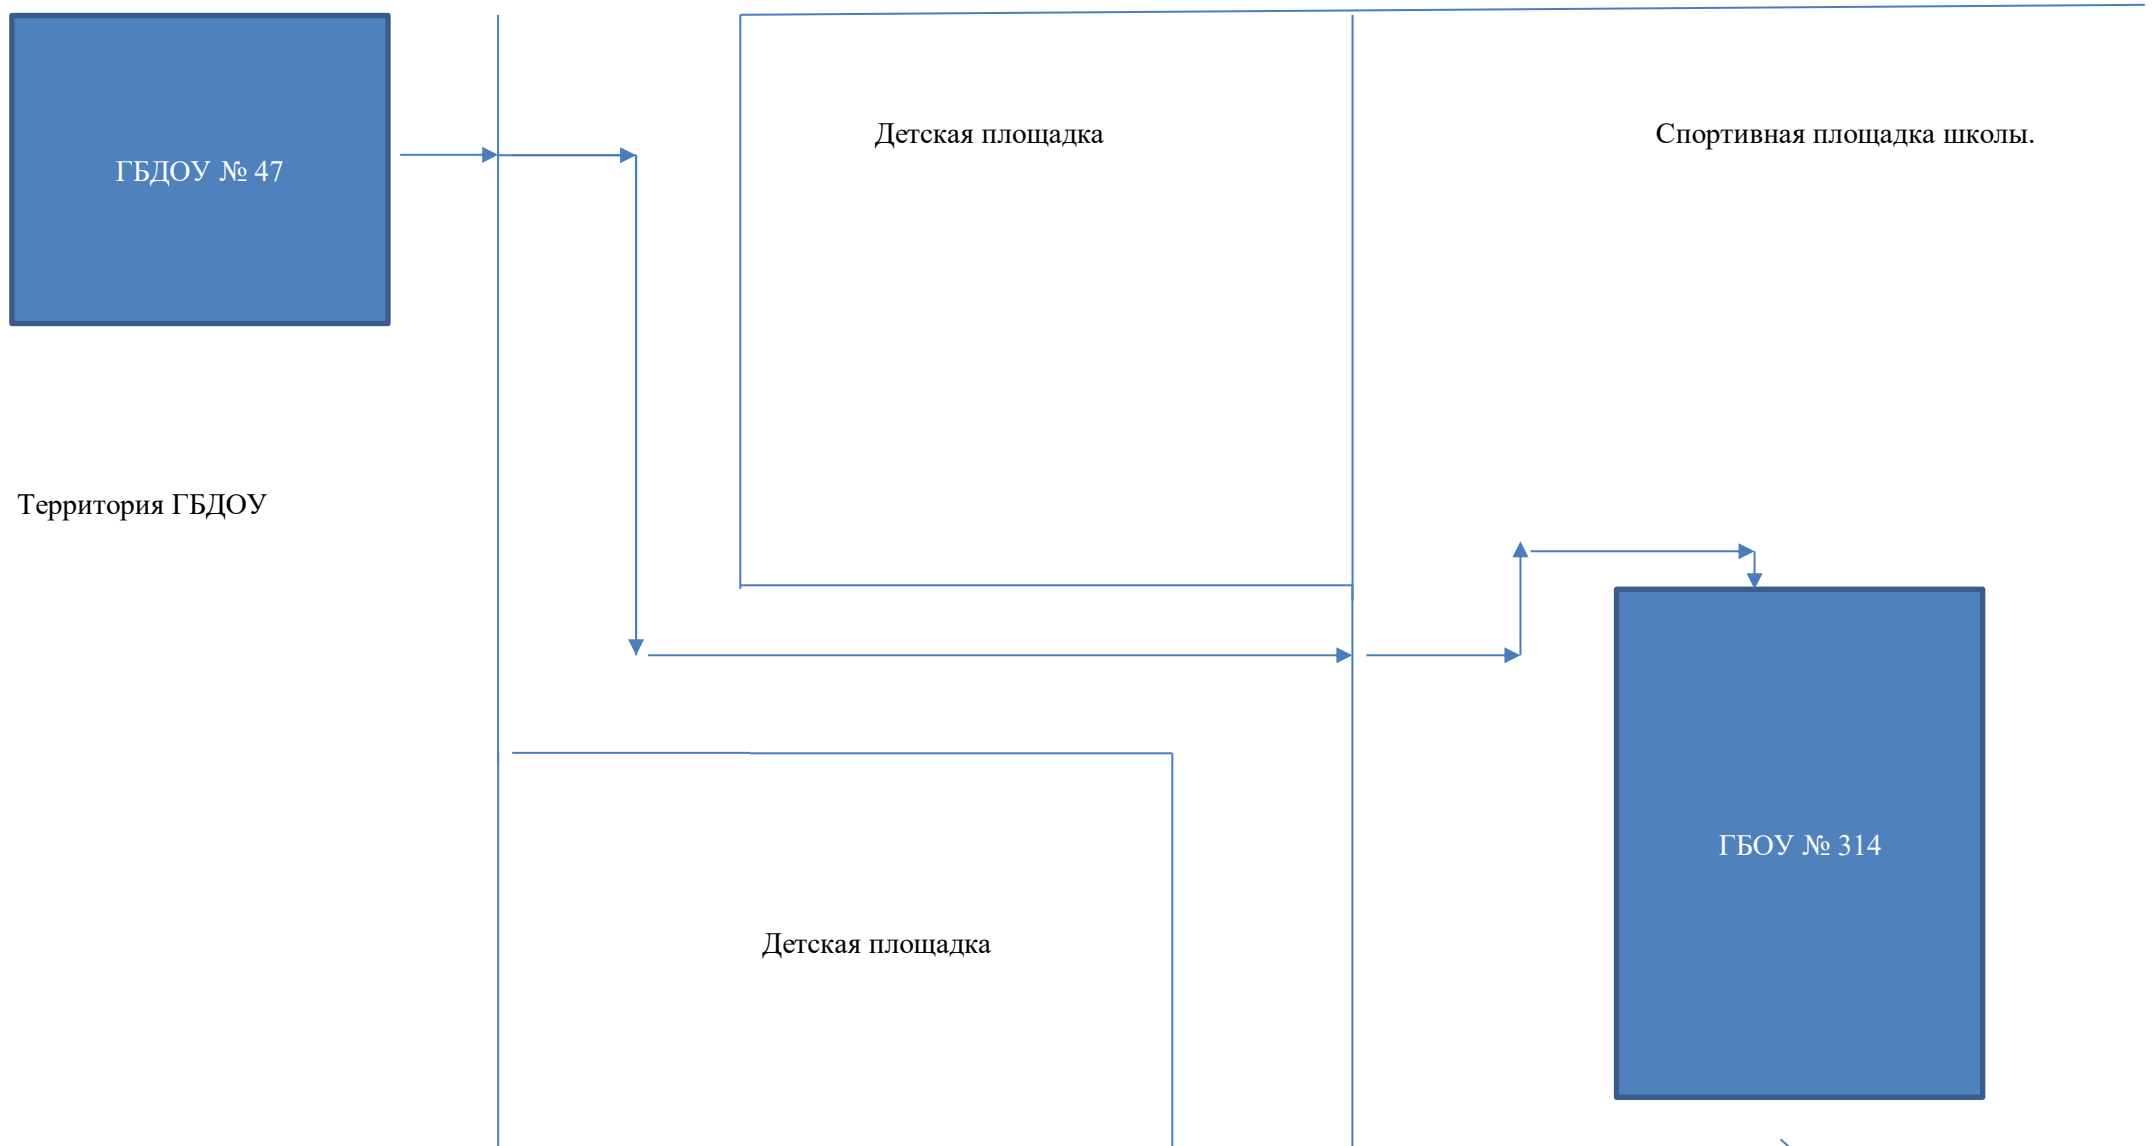 Детская площадка
Спортивная площадка школы.
ГБДОУ № 47
Территория ГБДОУ
ГБОУ № 314
Детская площадка